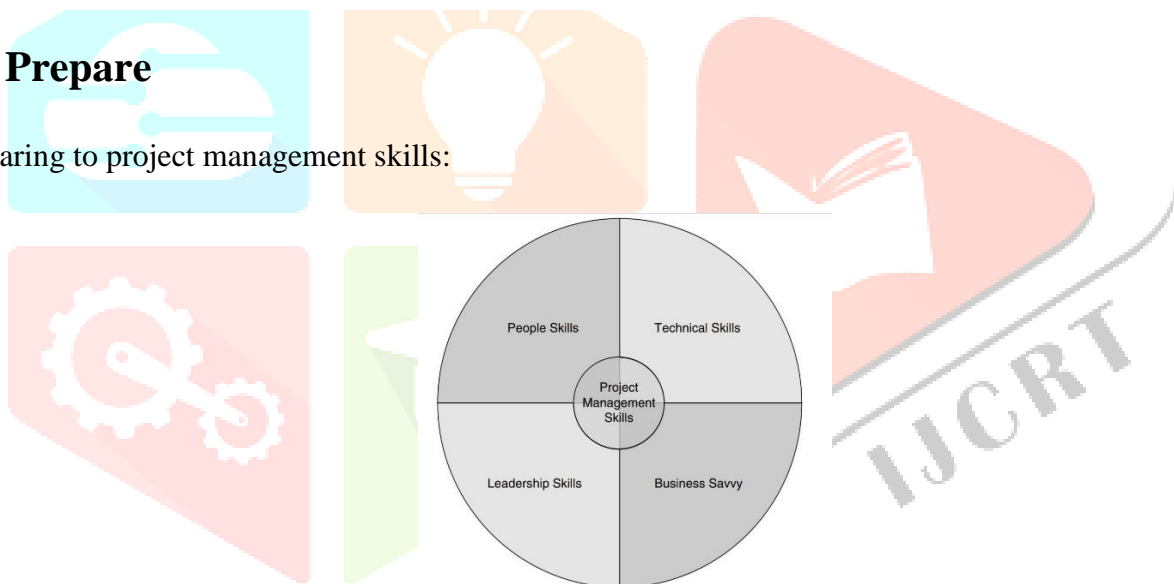 Prepare
aring to project management skills:
People Skills
Technical Skills
Project
Management
Skills
Leadership Skills
Business Savvy
IJCRT